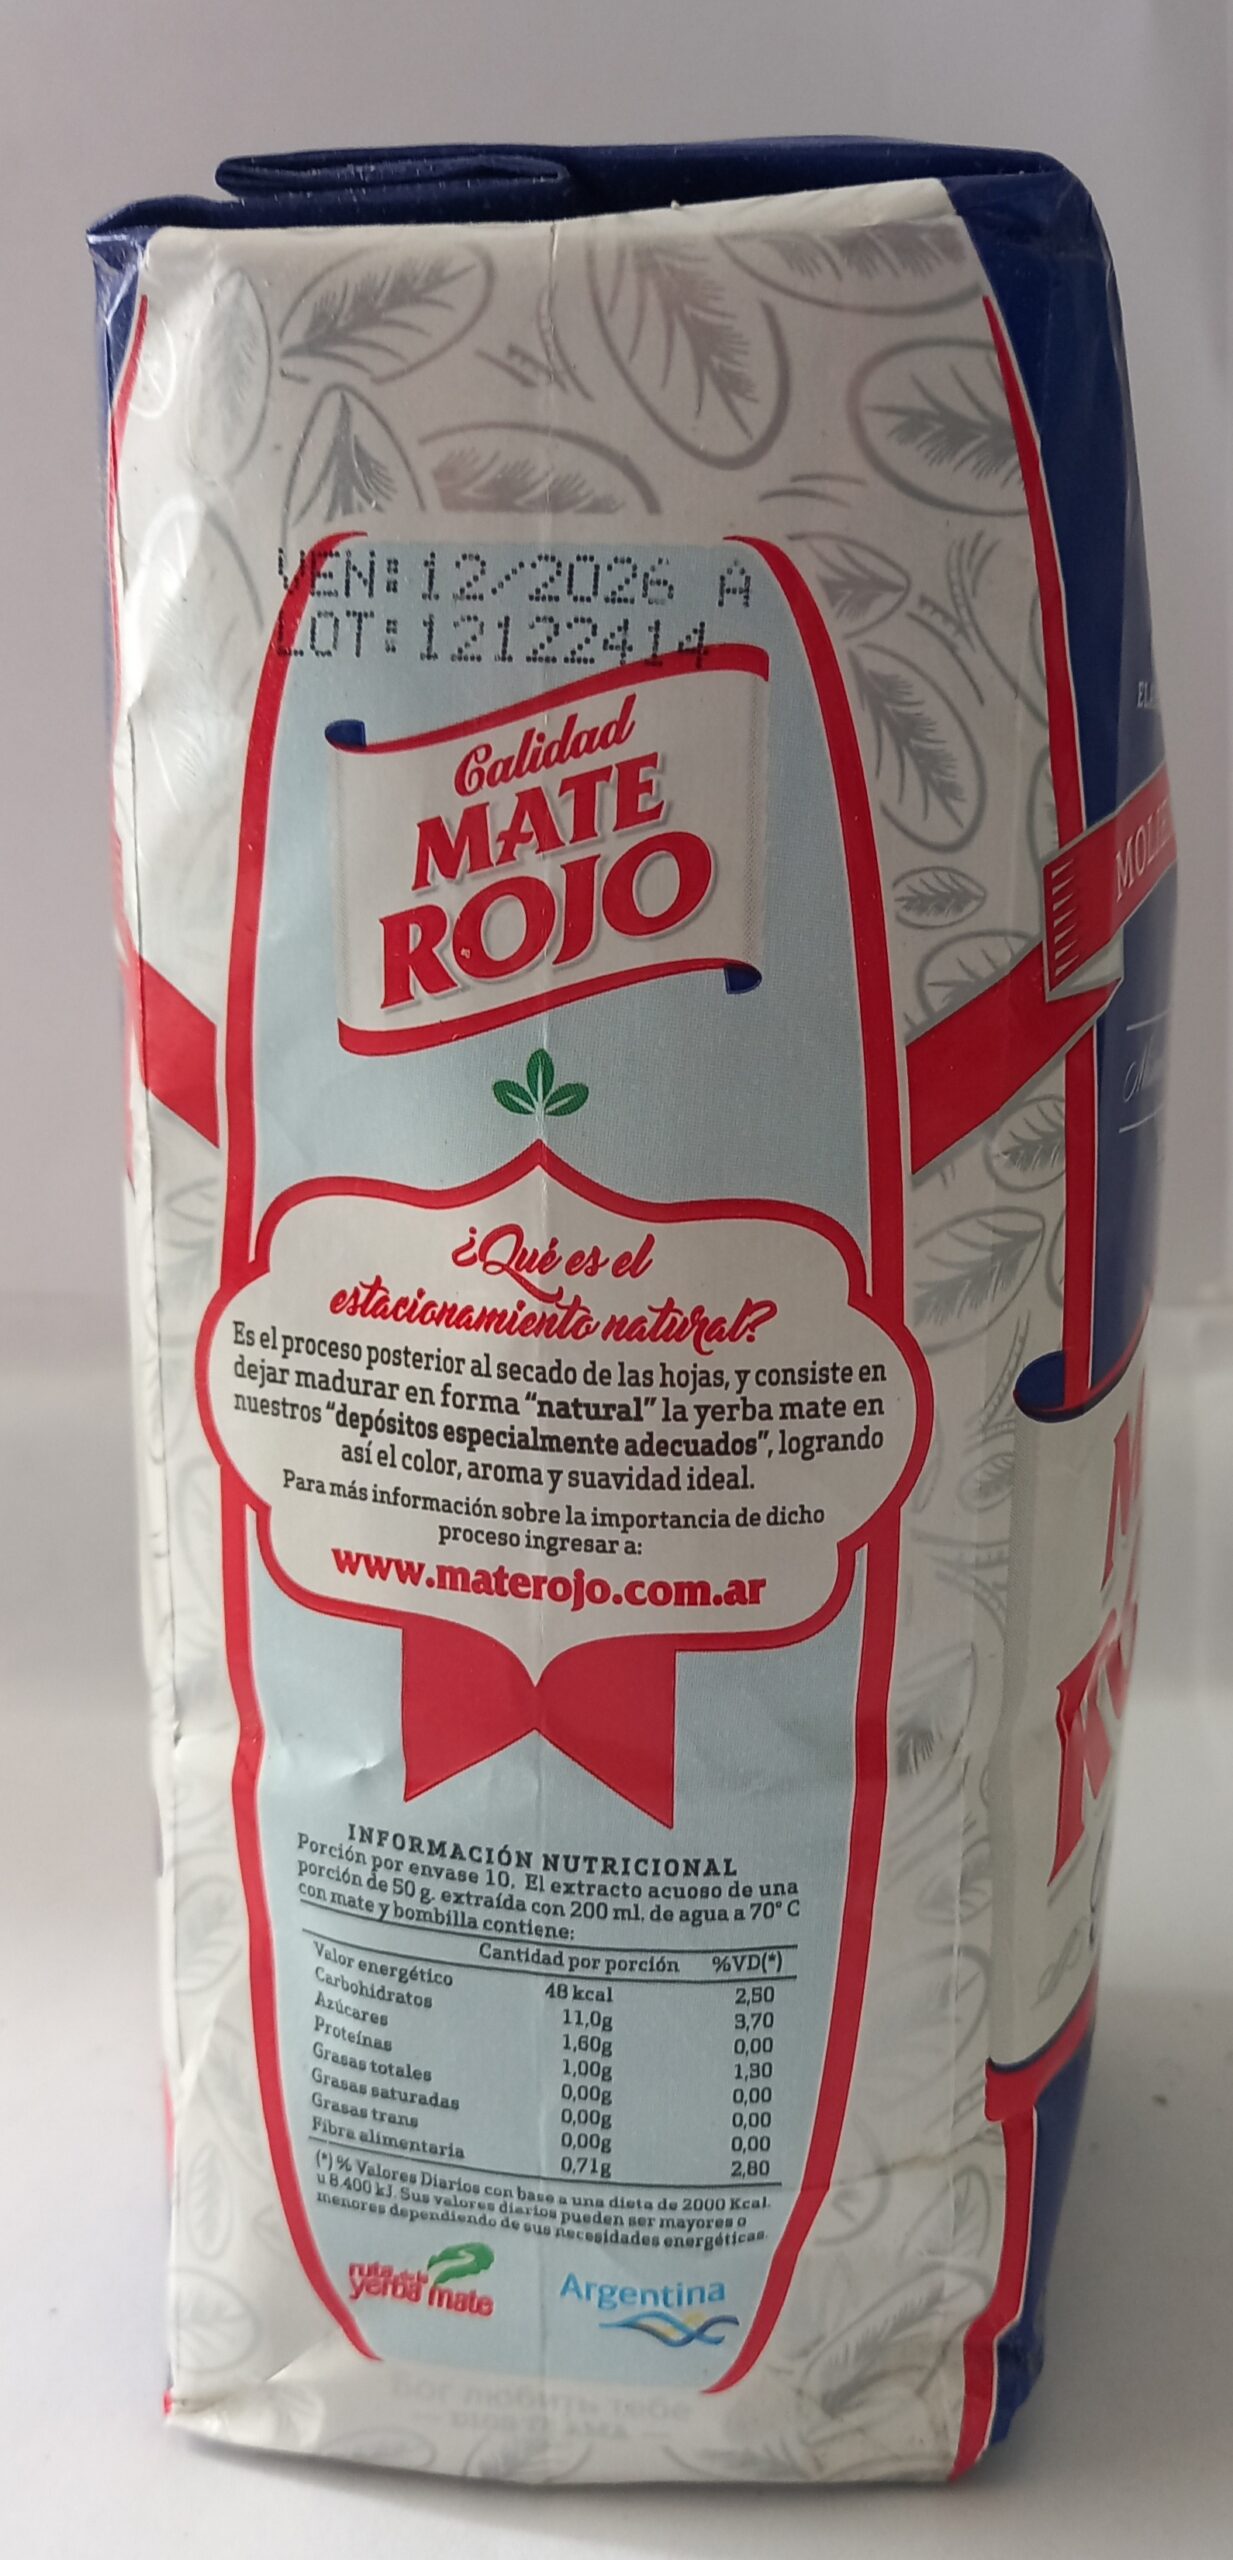 VEN: 12/2026 A
LOT: 12122414
Calidad
MATE
ROJO
¿Qué es el
estacionamiento natural?
Es el proceso posterior al secado de las hojas, y consiste en
dejar madurar en forma "natural" la yerba mate en
nuestros "depósitos especialmente adecuados", logrando
así el color, aroma y suavidad ideal.
Para más información sobre la importancia de dicho
proceso ingresar a:
www.materojo.com.ar
INFORMACIÓN NUTRICIONAL
Porción por envase 10. El extracto acuoso de una
porción de 50 g. extraída con 200 ml. de agua a 70° C
con mate y bombilla contiene:
Cantidad por porción %VD(*)
Valor energético 48 kcal 2,50
Carbohidratos 11,0g 3,70
Azúcares 1,60g 0,00
Proteínas 1,00g 1,30
Grasas totales 0,00g 0,00
Grasas saturadas 0,00g 0,00
Grasas trans 0,00g 0,00
Fibra alimentaria 0,71g 2,80
(*) % Valores Diarios con base a una dieta de 2000 Kcal.
u 8.400 kJ. Sus valores diarios pueden ser mayores o
menores dependiendo de sus necesidades energéticas.
ruta de la
yerba mate
Argentina
DIOS TE AMA